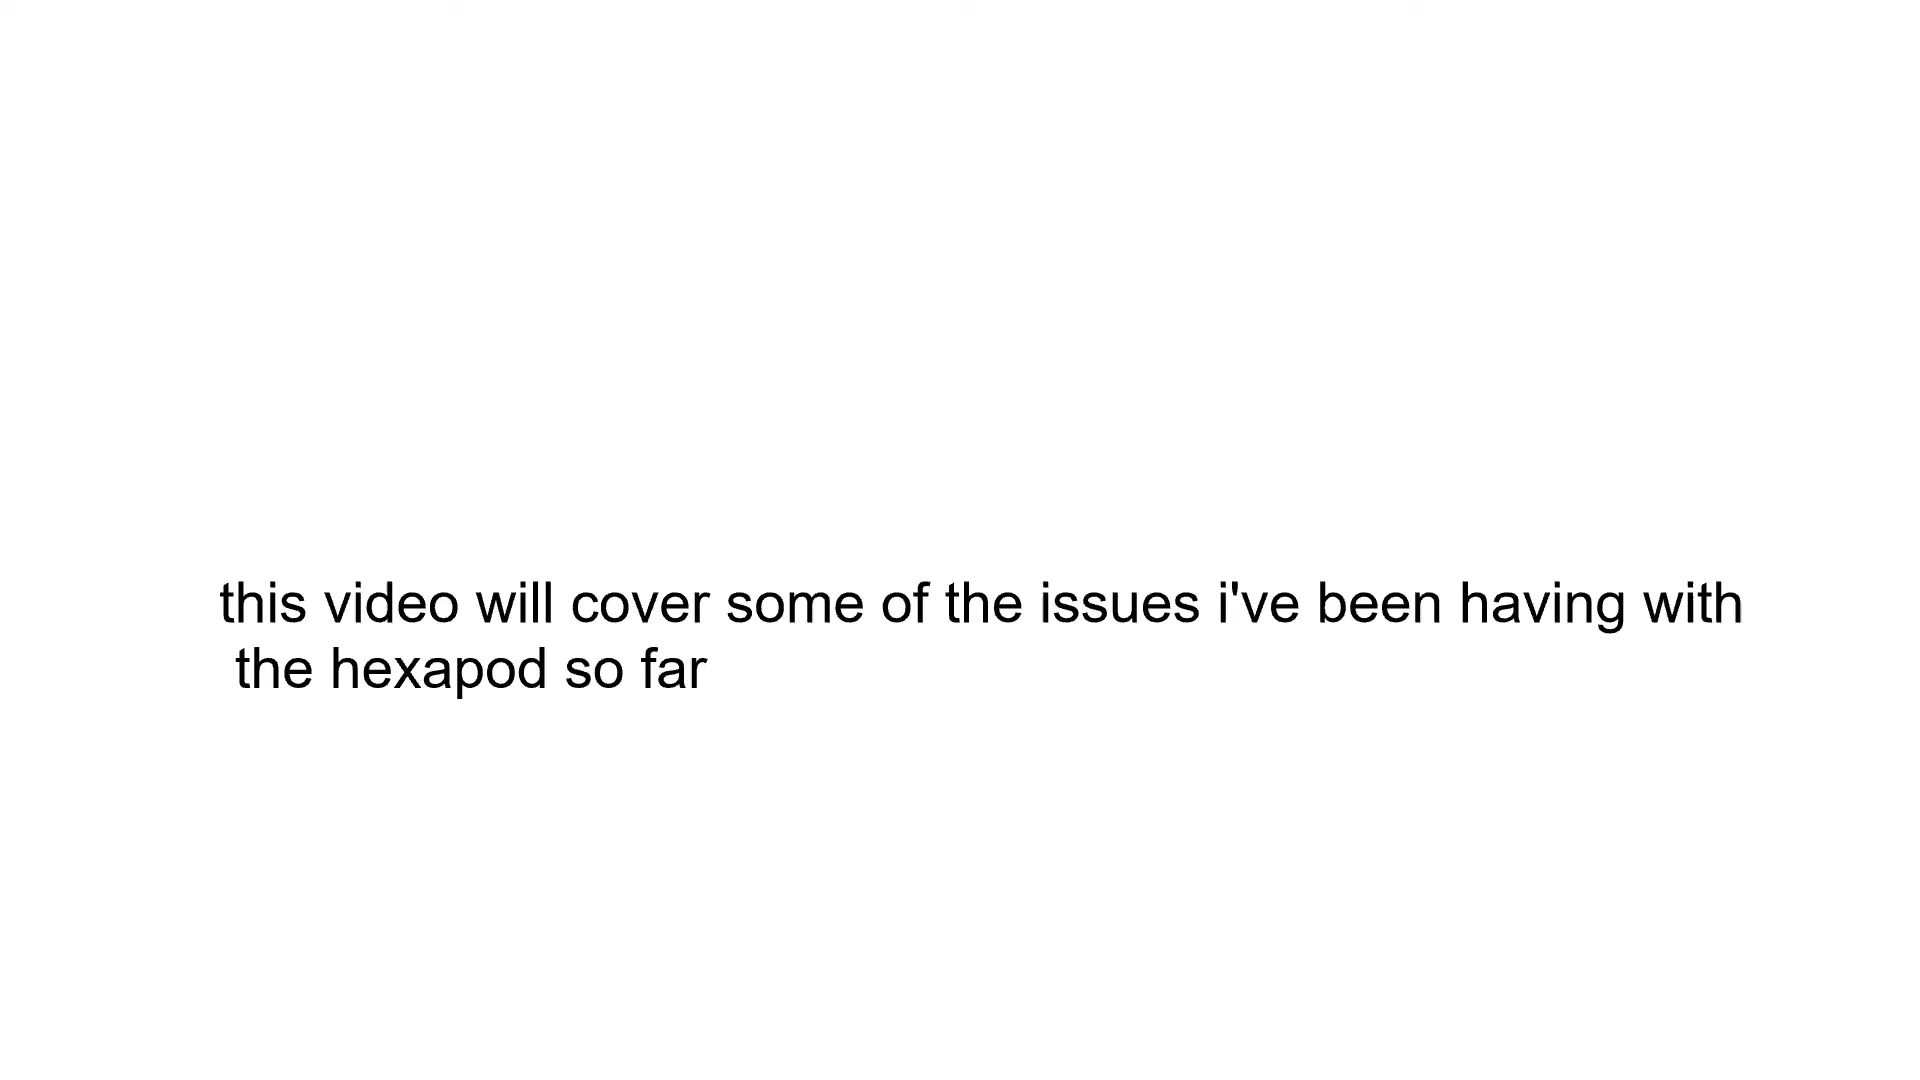 this video will cover some of the issues i've been having with
the hexapod so far